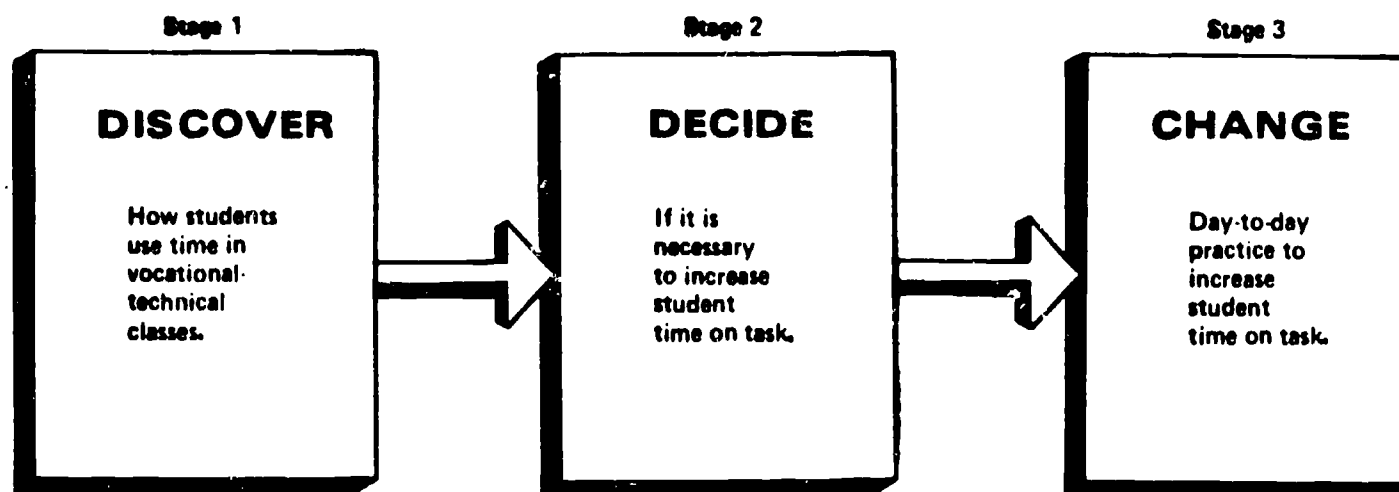 Stage 1
DISCOVER
How students
use time in
vocational-
technical
classes.
Stage 2
DECIDE
If it is
necessary
to increase
student
time on task.
Stage 3
CHANGE
Day-to-day
practice to
increase
student
time on task.